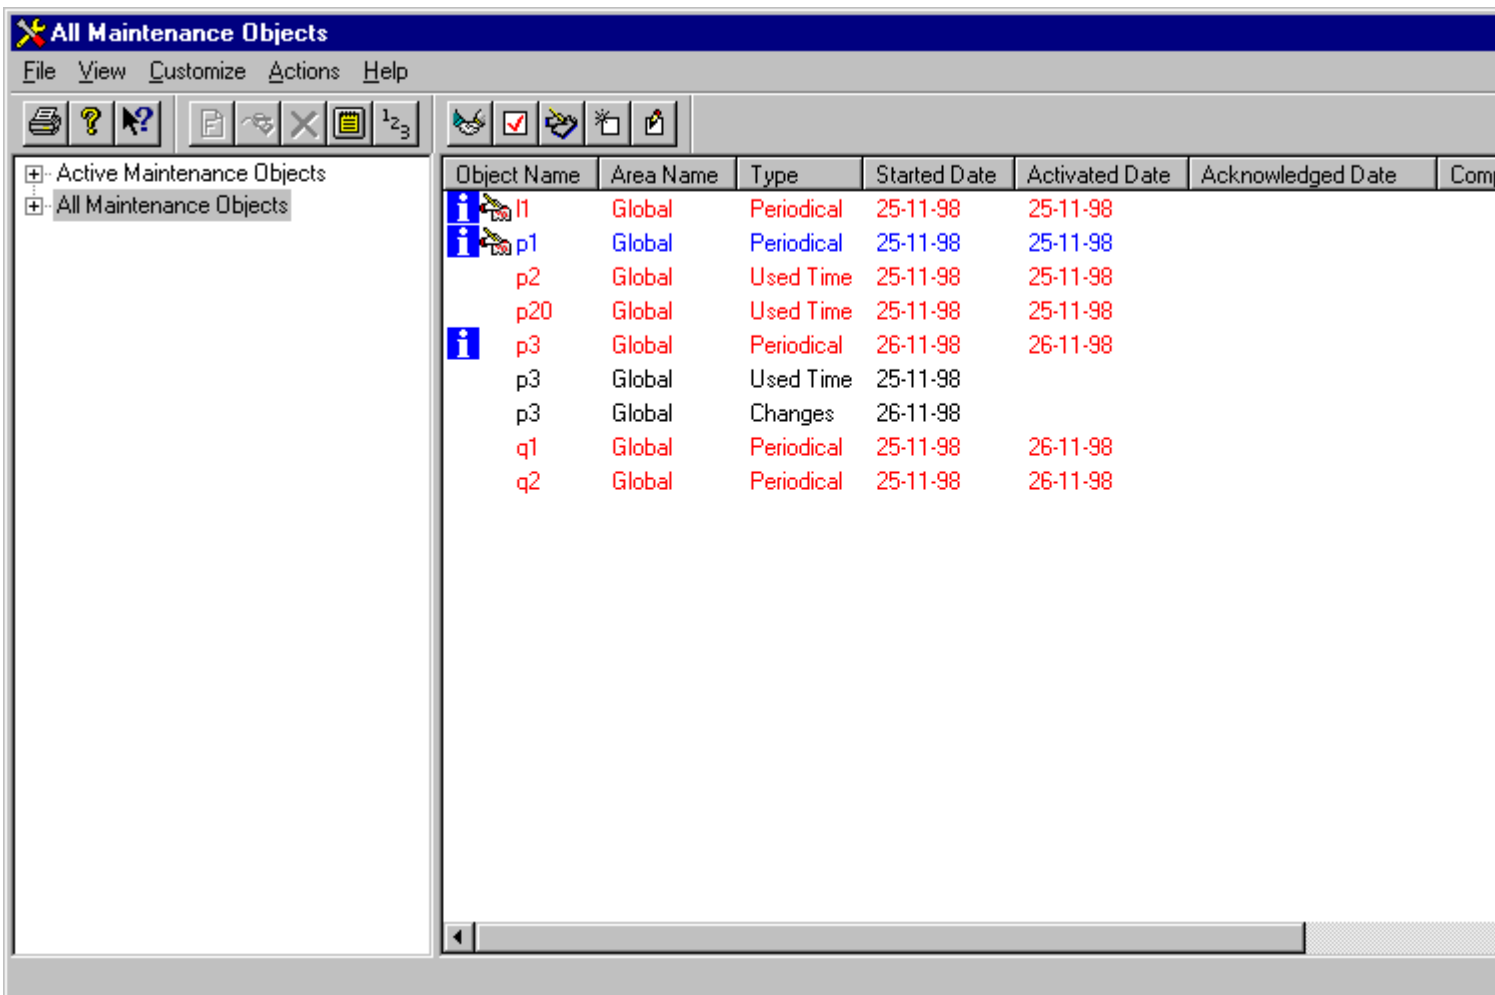 All Maintenance Objects
File View Customize Actions Help
Active Maintenance Objects
All Maintenance Objects
Object Name Area Name Type Started Date Activated Date Acknowledged Date Comp
l1 Global Periodical 25-11-98 25-11-98
p1 Global Periodical 25-11-98 25-11-98
p2 Global Used Time 25-11-98 25-11-98
p20 Global Used Time 25-11-98 25-11-98
p3 Global Periodical 26-11-98 26-11-98
p3 Global Used Time 25-11-98
p3 Global Changes 26-11-98
q1 Global Periodical 25-11-98 26-11-98
q2 Global Periodical 25-11-98 26-11-98